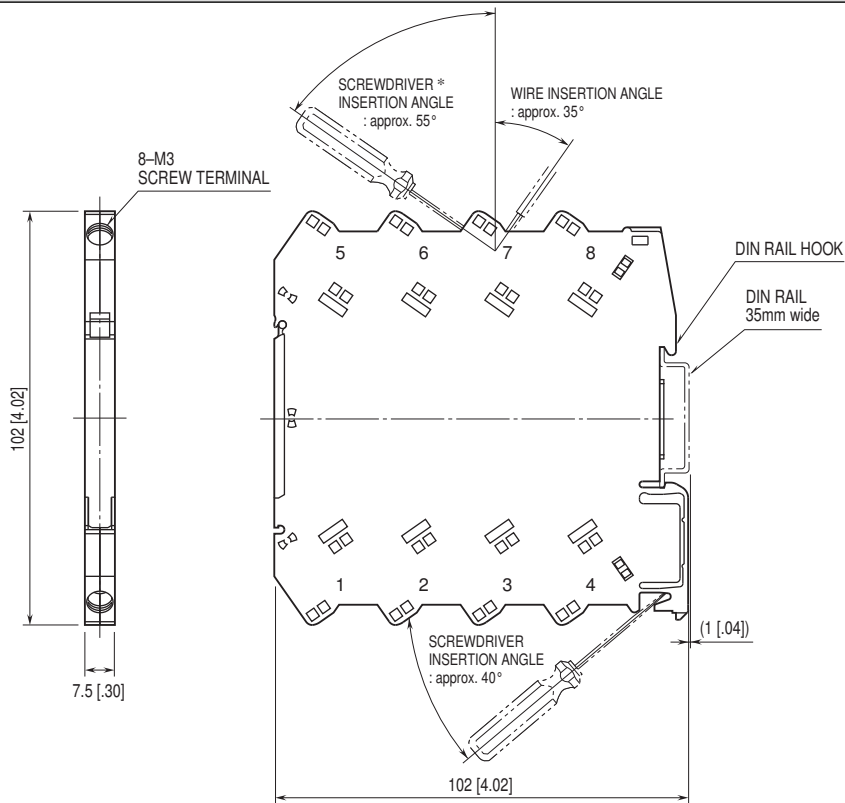 SCREWDRIVER *
INSERTION ANGLE
: approx. 55°
WIRE INSERTION ANGLE
: approx. 35°
8–M3
SCREW TERMINAL
5
6
7
8
DIN RAIL HOOK
DIN RAIL
35mm wide
102 [4.02]
1
2
3
4
(1 [.04])
SCREWDRIVER
INSERTION ANGLE
: approx. 40°
7.5 [.30]
102 [4.02]